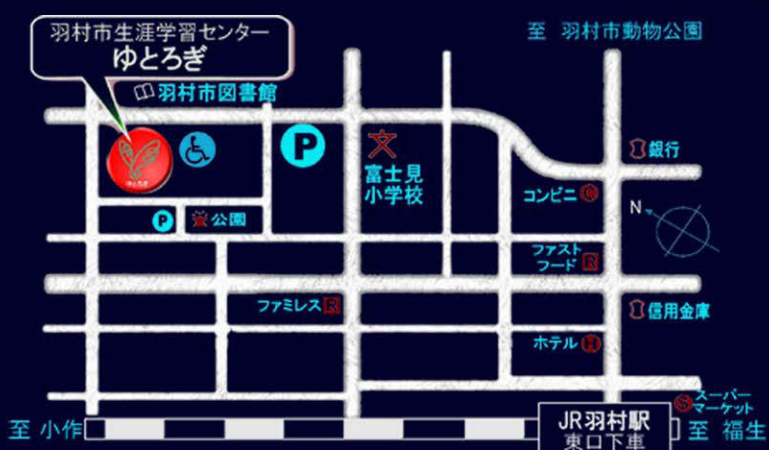 羽村市生涯学習センター
ゆとろぎ
至 羽村市動物公園
羽村市図書館
ゆとろぎ
P
富士見
小学校
銀行
コンビニ
N
P
公園
ファスト
フード
R
ファミレス
R
信用金庫
ホテル
H
スーパー
マーケット
S
至 小作
JR羽村駅
東口下車
至 福生